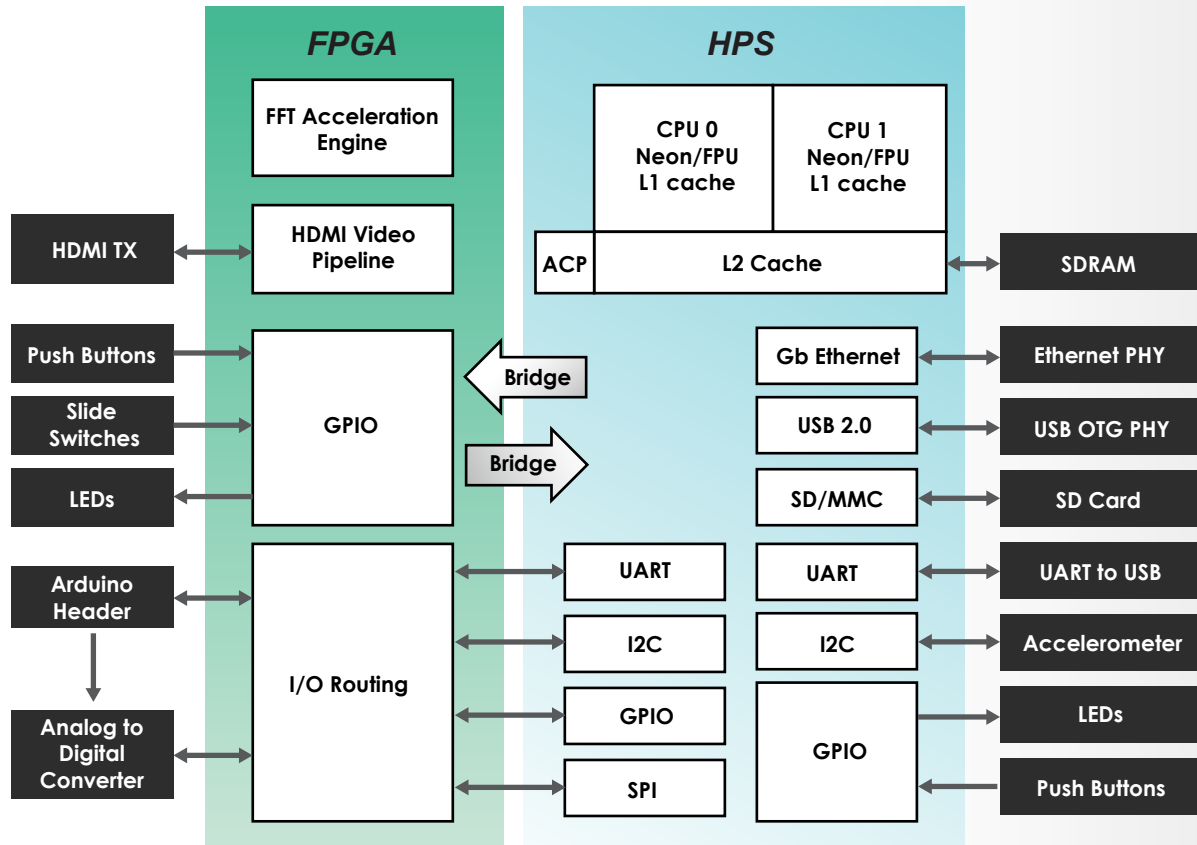 FPGA
HPS
FFT Acceleration
Engine
CPU 0
Neon/FPU
L1 cache
CPU 1
Neon/FPU
L1 cache
HDMI TX
HDMI Video
Pipeline
ACP
L2 Cache
SDRAM
Push Buttons
Slide
Switches
LEDs
GPIO
Bridge
Bridge
Gb Ethernet
Ethernet PHY
USB 2.0
USB OTG PHY
SD/MMC
SD Card
Arduino
Header
Analog to
Digital
Converter
I/O Routing
UART
I2C
GPIO
SPI
UART
UART to USB
I2C
Accelerometer
GPIO
LEDs
Push Buttons